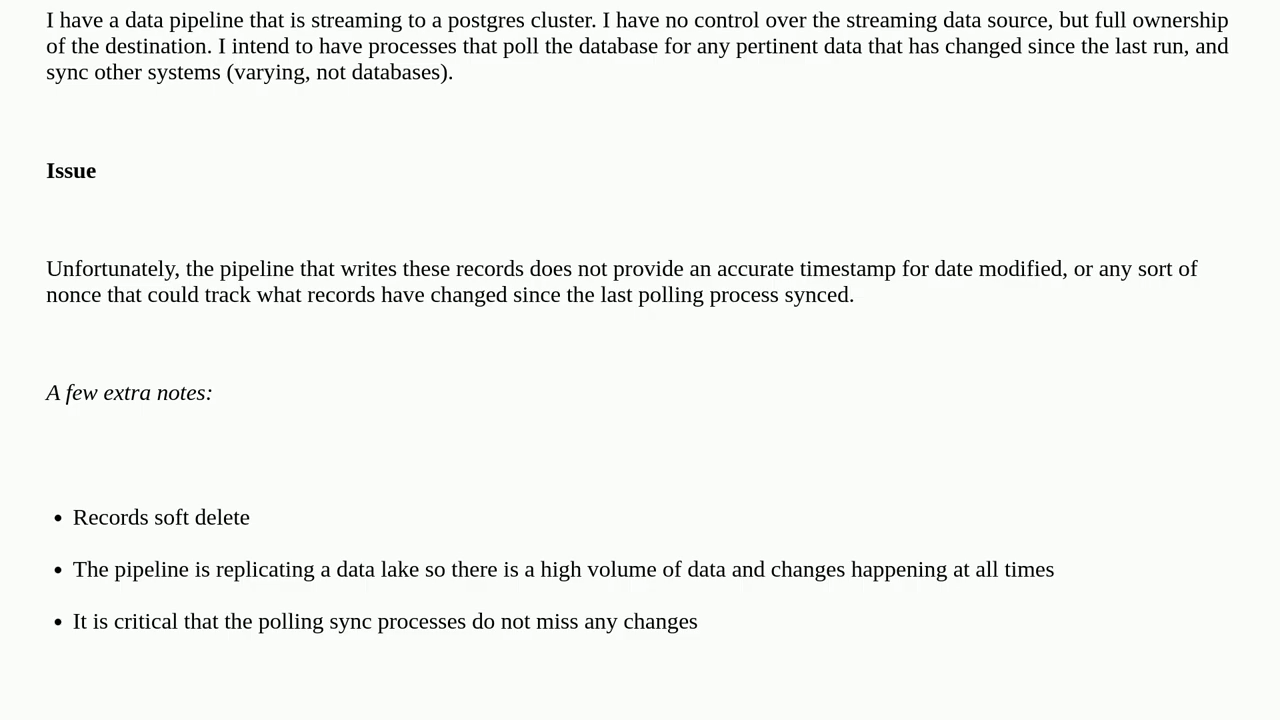 I have a data pipeline that is streaming to a postgres cluster. I have no control over the streaming data source, but full ownership
of the destination. I intend to have processes that poll the database for any pertinent data that has changed since the last run, and
sync other systems (varying, not databases).
Issue
Unfortunately, the pipeline that writes these records does not provide an accurate timestamp for date modified, or any sort of
nonce that could track what records have changed since the last polling process synced.
A few extra notes:
• Records soft delete
• The pipeline is replicating a data lake so there is a high volume of data and changes happening at all times
• It is critical that the polling sync processes do not miss any changes